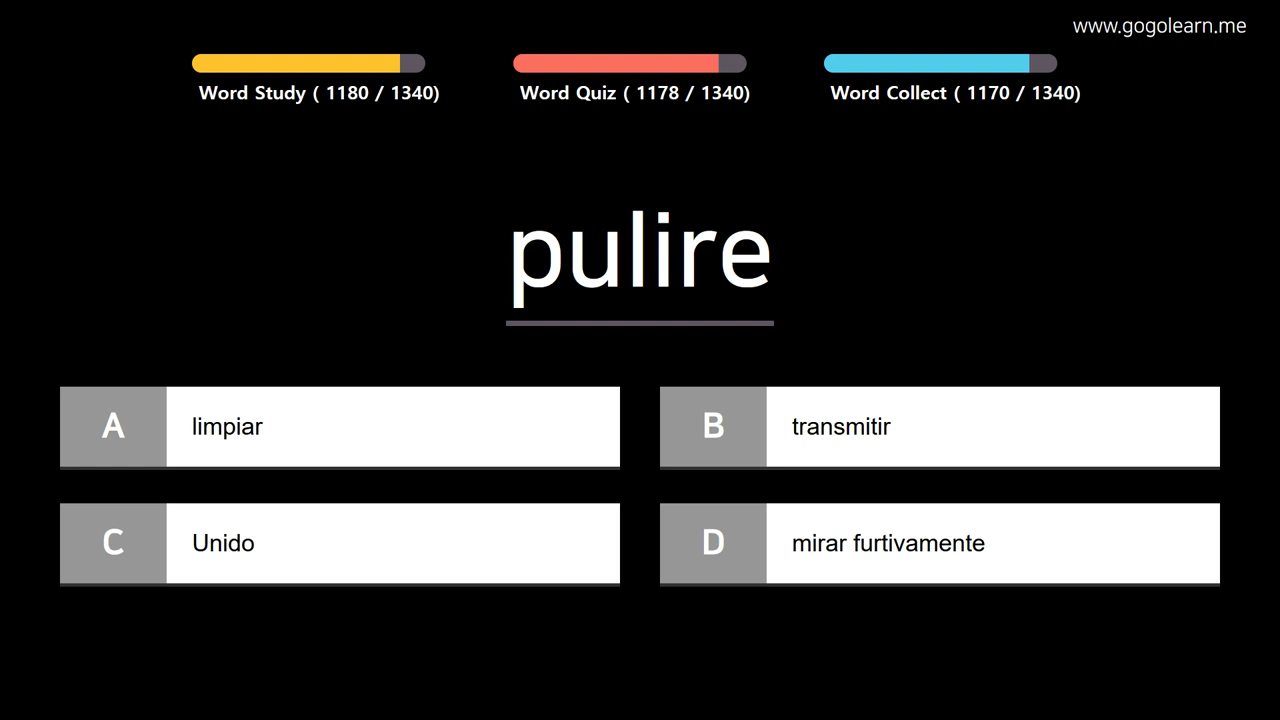 www.gogolearn.me
Word Study ( 1180 / 1340)
Word Quiz ( 1178 / 1340)
Word Collect ( 1170 / 1340)
pulire
A limpiar
B transmitir
C Unido
D mirar furtivamente